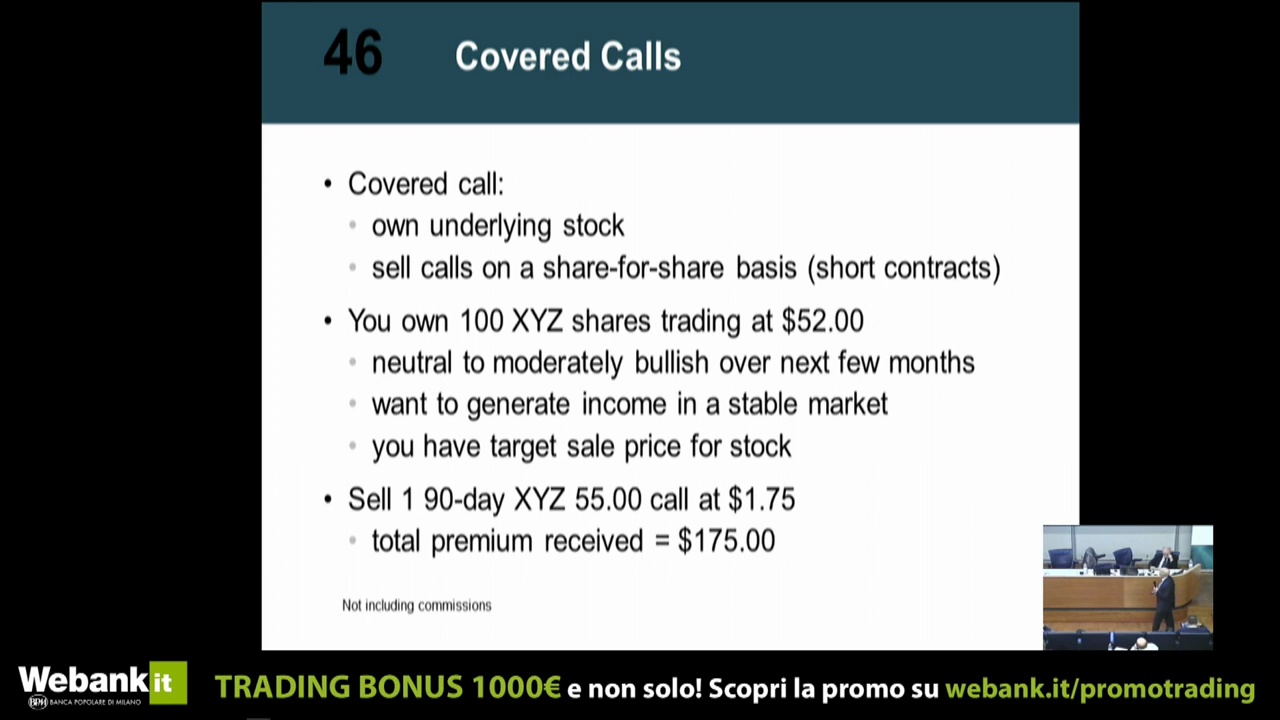 46
Covered Calls
• Covered call:
• own underlying stock
• sell calls on a share-for-share basis (short contracts)
• You own 100 XYZ shares trading at $52.00
• neutral to moderately bullish over next few months
• want to generate income in a stable market
• you have target sale price for stock
• Sell 1 90-day XYZ 55.00 call at $1.75
• total premium received = $175.00
Not including commissions
Webank it
BPM BANCA POPOLARE DI MILANO
TRADING BONUS 1000€ e non solo! Scopri la promo su webank.it/promotrading